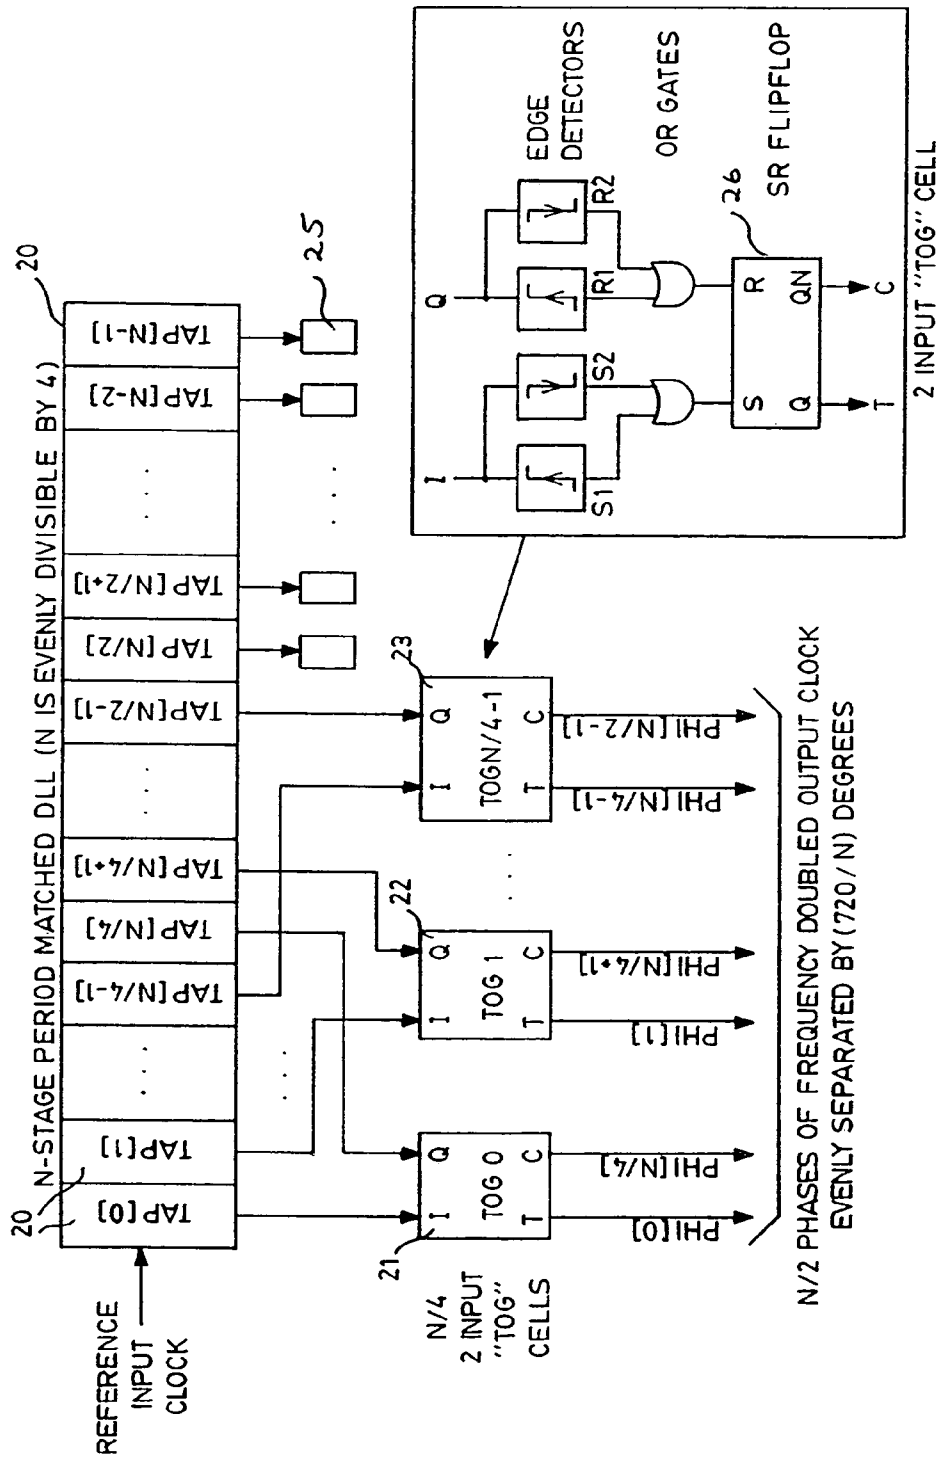 N-STAGE PERIOD MATCHED DLL (N IS EVENLY DIVISIBLE BY 4)
20
20
REFERENCE
INPUT
CLOCK
TAP[0]
TAP[1]
. . .
TAP[N/4-1]
TAP[N/4]
TAP[N/4+1]
. . .
TAP[N/2-1]
TAP[N/2]
TAP[N/2+1]
. . .
TAP[N-2]
TAP[N-1]
. . .
. . .
25
N/4
2 INPUT
"TOG"
CELLS
21
I Q
TOG 0
T C
22
I Q
TOG 1
T C
. . .
23
I Q
TOGN/4-1
T C
PHI[0]
PHI[N/4]
PHI[1]
PHI[N/4+1]
PHI[N/4-1]
PHI[N/2-1]
N/2 PHASES OF FREQUENCY DOUBLED OUTPUT CLOCK
EVENLY SEPARATED BY (720/N) DEGREES
I Q
EDGE
DETECTORS
S1 S2 R1 R2
OR GATES
26
SR FLIPFLOP
S R
Q QN
T C
2 INPUT "TOG" CELL